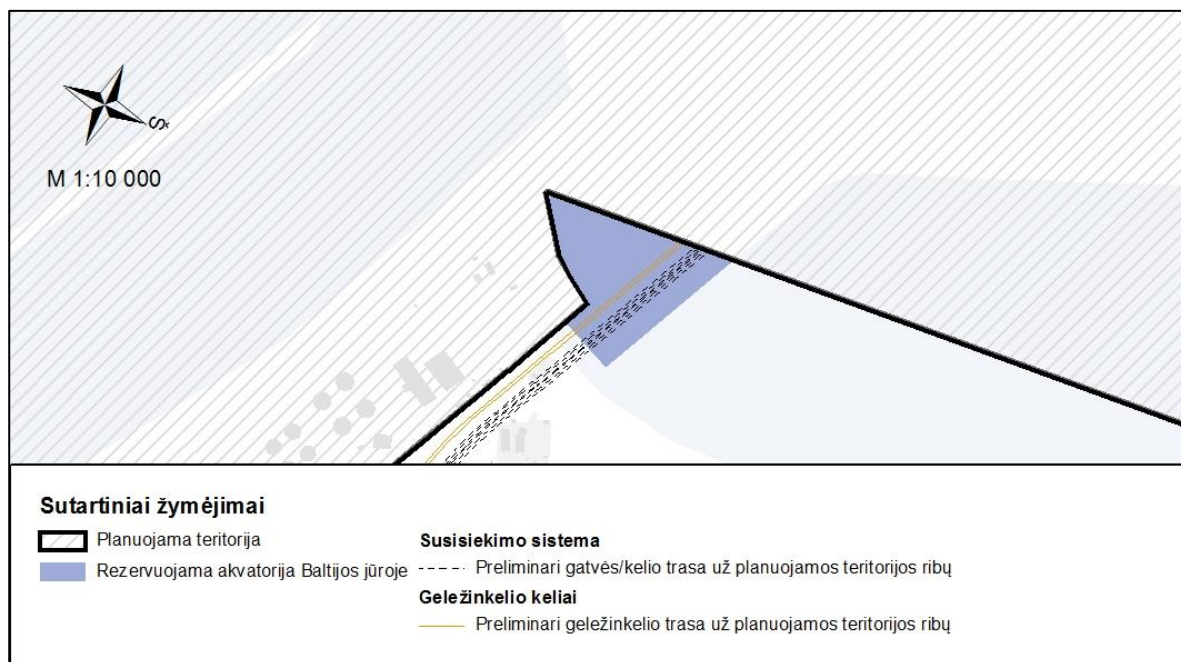 Š
M 1:10 000
Sutartiniai žymėjimai
Planuojama teritorija
Rezervuojama akvatorija Baltijos jūroje
Susisiekimo sistema
Preliminari gatvės/kelio trasa už planuojamos teritorijos ribų
Geležinkelio keliai
Preliminari geležinkelio trasa už planuojamos teritorijos ribų